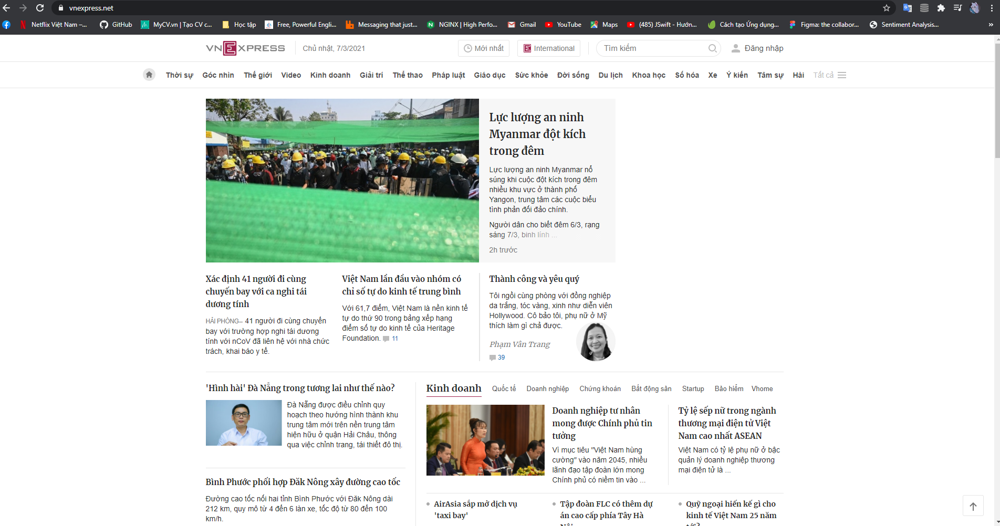 vnexpress.net
Netflix Việt Nam –...
GitHub
MyCV.vn | Tạo CV c...
Học tập
Free, Powerful Engli...
Messaging that just...
NGINX | High Perfo...
Gmail
YouTube
Maps
(485) JSwift - Hướn...
Cách tạo Ứng dụng...
Figma: the collabor...
Sentiment Analysis...
»
VNEXPRESS
Chủ nhật, 7/3/2021
Mới nhất
International
Tìm kiếm
Đăng nhập
Thời sự
Góc nhìn
Thế giới
Video
Kinh doanh
Giải trí
Thể thao
Pháp luật
Giáo dục
Sức khỏe
Đời sống
Du lịch
Khoa học
Số hóa
Xe
Ý kiến
Tâm sự
Hài
Tất cả
Lực lượng an ninh
Myanmar đột kích
trong đêm
Lực lượng an ninh Myanmar nổ
súng khi cuộc đột kích trong đêm
nhiều khu vực ở thành phố
Yangon, trung tâm các cuộc biểu
tình phản đối đảo chính.
Người dân cho biết đêm 6/3, rạng
sáng 7/3, binh lính ...
2h trước
Xác định 41 người đi cùng
chuyến bay với ca nghi tái
dương tính
HẢI PHÒNG– 41 người đi cùng chuyến
bay với trường hợp nghi tái dương
tính với nCoV đã liên hệ với nhà chức
trách, khai báo y tế.
Việt Nam lần đầu vào nhóm có
chỉ số tự do kinh tế trung bình
Với 61,7 điểm, Việt Nam là nền kinh tế
tự do thứ 90 trong bảng xếp hạng
điểm số tự do kinh tế của Heritage
Foundation. 11
Thành công và yêu quý
Tôi ngồi cùng phòng với đồng nghiệp
da trắng, tóc vàng, xinh như diễn viên
Hollywood. Cô bảo tôi, phụ nữ ở Mỹ
thích làm gì chả được.
Phạm Vân Trang
39
'Hình hài' Đà Nẵng trong tương lai như thế nào?
Đà Nẵng được điều chỉnh quy
hoạch theo hướng hình thành khu
trung tâm mới trên nền trung tâm
hiện hữu ở quận Hải Châu, thông
qua việc chỉnh trang, tái thiết đô thị.
Bình Phước phối hợp Đăk Nông xây đường cao tốc
Đường cao tốc nối hai tỉnh Bình Phước với Đăk Nông dài
212 km, quy mô từ 4 đến 6 làn xe, tốc độ từ 80 đến 100
km/h.
Kinh doanh
Quốc tế
Doanh nghiệp
Chứng khoán
Bất động sản
Startup
Bảo hiểm
Vhome
Doanh nghiệp tư nhân
mong được Chính phủ tin
tưởng
Vì mục tiêu "Việt Nam hùng
cường" vào năm 2045, nhiều
lãnh đạo tập đoàn lớn mong
Chính phủ có niềm tin vào ...
Tỷ lệ sếp nữ trong ngành
thương mại điện tử Việt
Nam cao nhất ASEAN
Việt Nam có tỷ lệ phụ nữ ở bậc
quản lý doanh nghiệp thương
mại điện tử là ...
AirAsia sắp mở dịch vụ
'taxi bay'
Tập đoàn FLC có thêm dự
án cao cấp phía Tây Hà
Nội
Quỹ ngoại hiến kế gì cho
kinh tế Việt Nam 25 năm
tới?